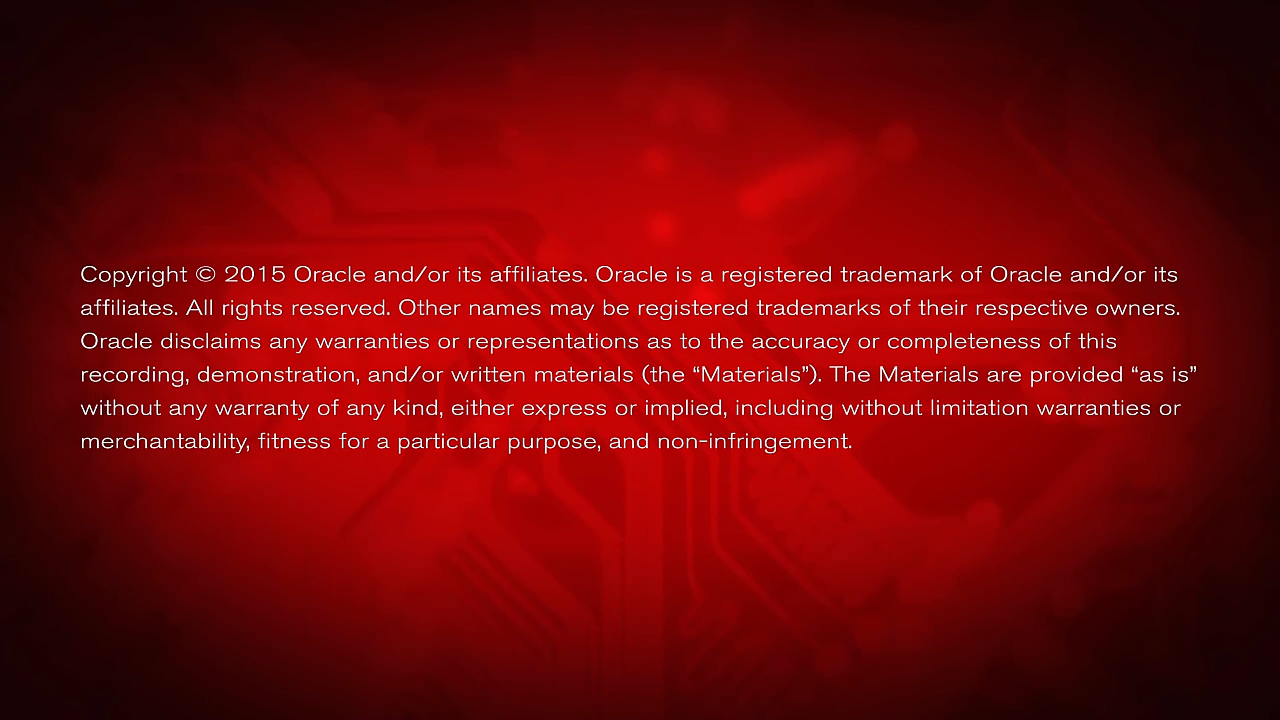 Copyright © 2015 Oracle and/or its affiliates. Oracle is a registered trademark of Oracle and/or its
affiliates. All rights reserved. Other names may be registered trademarks of their respective owners.
Oracle disclaims any warranties or representations as to the accuracy or completeness of this
recording, demonstration, and/or written materials (the “Materials”). The Materials are provided “as is”
without any warranty of any kind, either express or implied, including without limitation warranties or
merchantability, fitness for a particular purpose, and non-infringement.